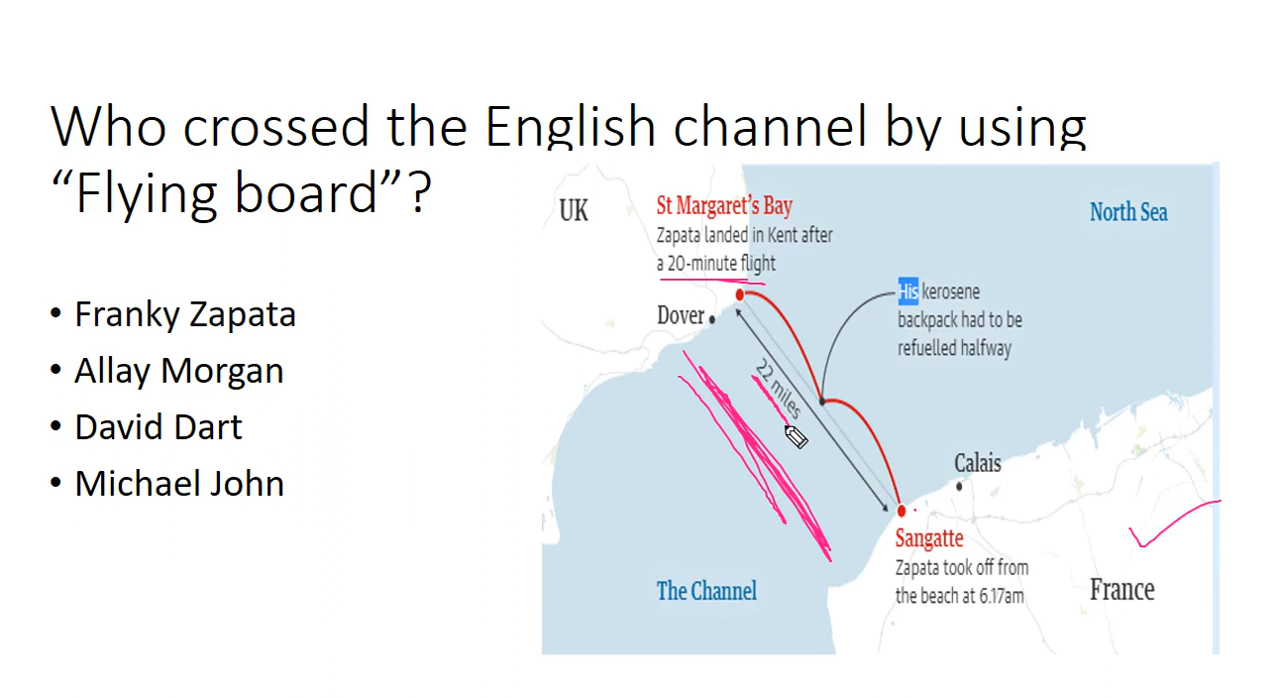 Who crossed the English channel by using
“Flying board”?
• Franky Zapata
• Allay Morgan
• David Dart
• Michael John
UK
St Margaret's Bay
Zapata landed in Kent after
a 20-minute flight
North Sea
His kerosene
backpack had to be
refuelled halfway
Dover
22 miles
Calais
Sangatte
Zapata took off from
the beach at 6.17am
The Channel
France